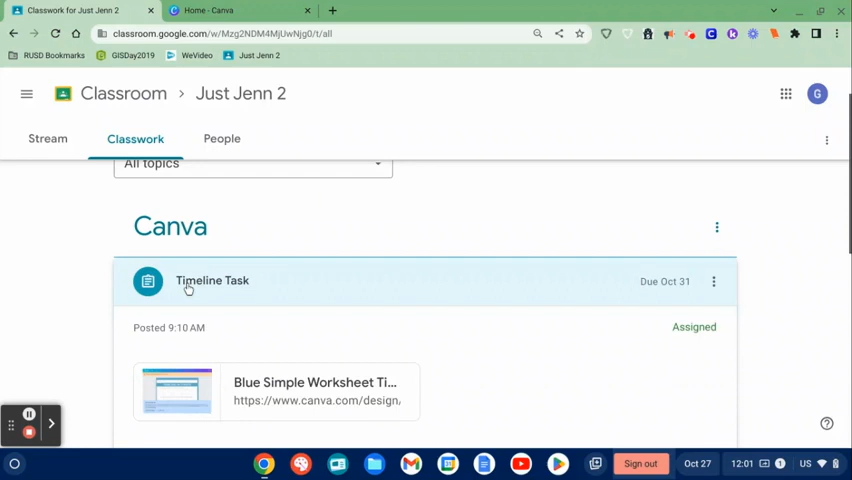 Classwork for Just Jenn 2
Home - Canva
classroom.google.com/w/Mzg2NDM4MjUwNjg0/t/all
RUSD Bookmarks
GISDay2019
WeVideo
Just Jenn 2
Classroom
Just Jenn 2
G
Stream
Classwork
People
All topics
Canva
Timeline Task
Due Oct 31
Posted 9:10 AM
Assigned
Blue Simple Worksheet Ti...
https://www.canva.com/design,
Sign out
Oct 27
12:01
1
US